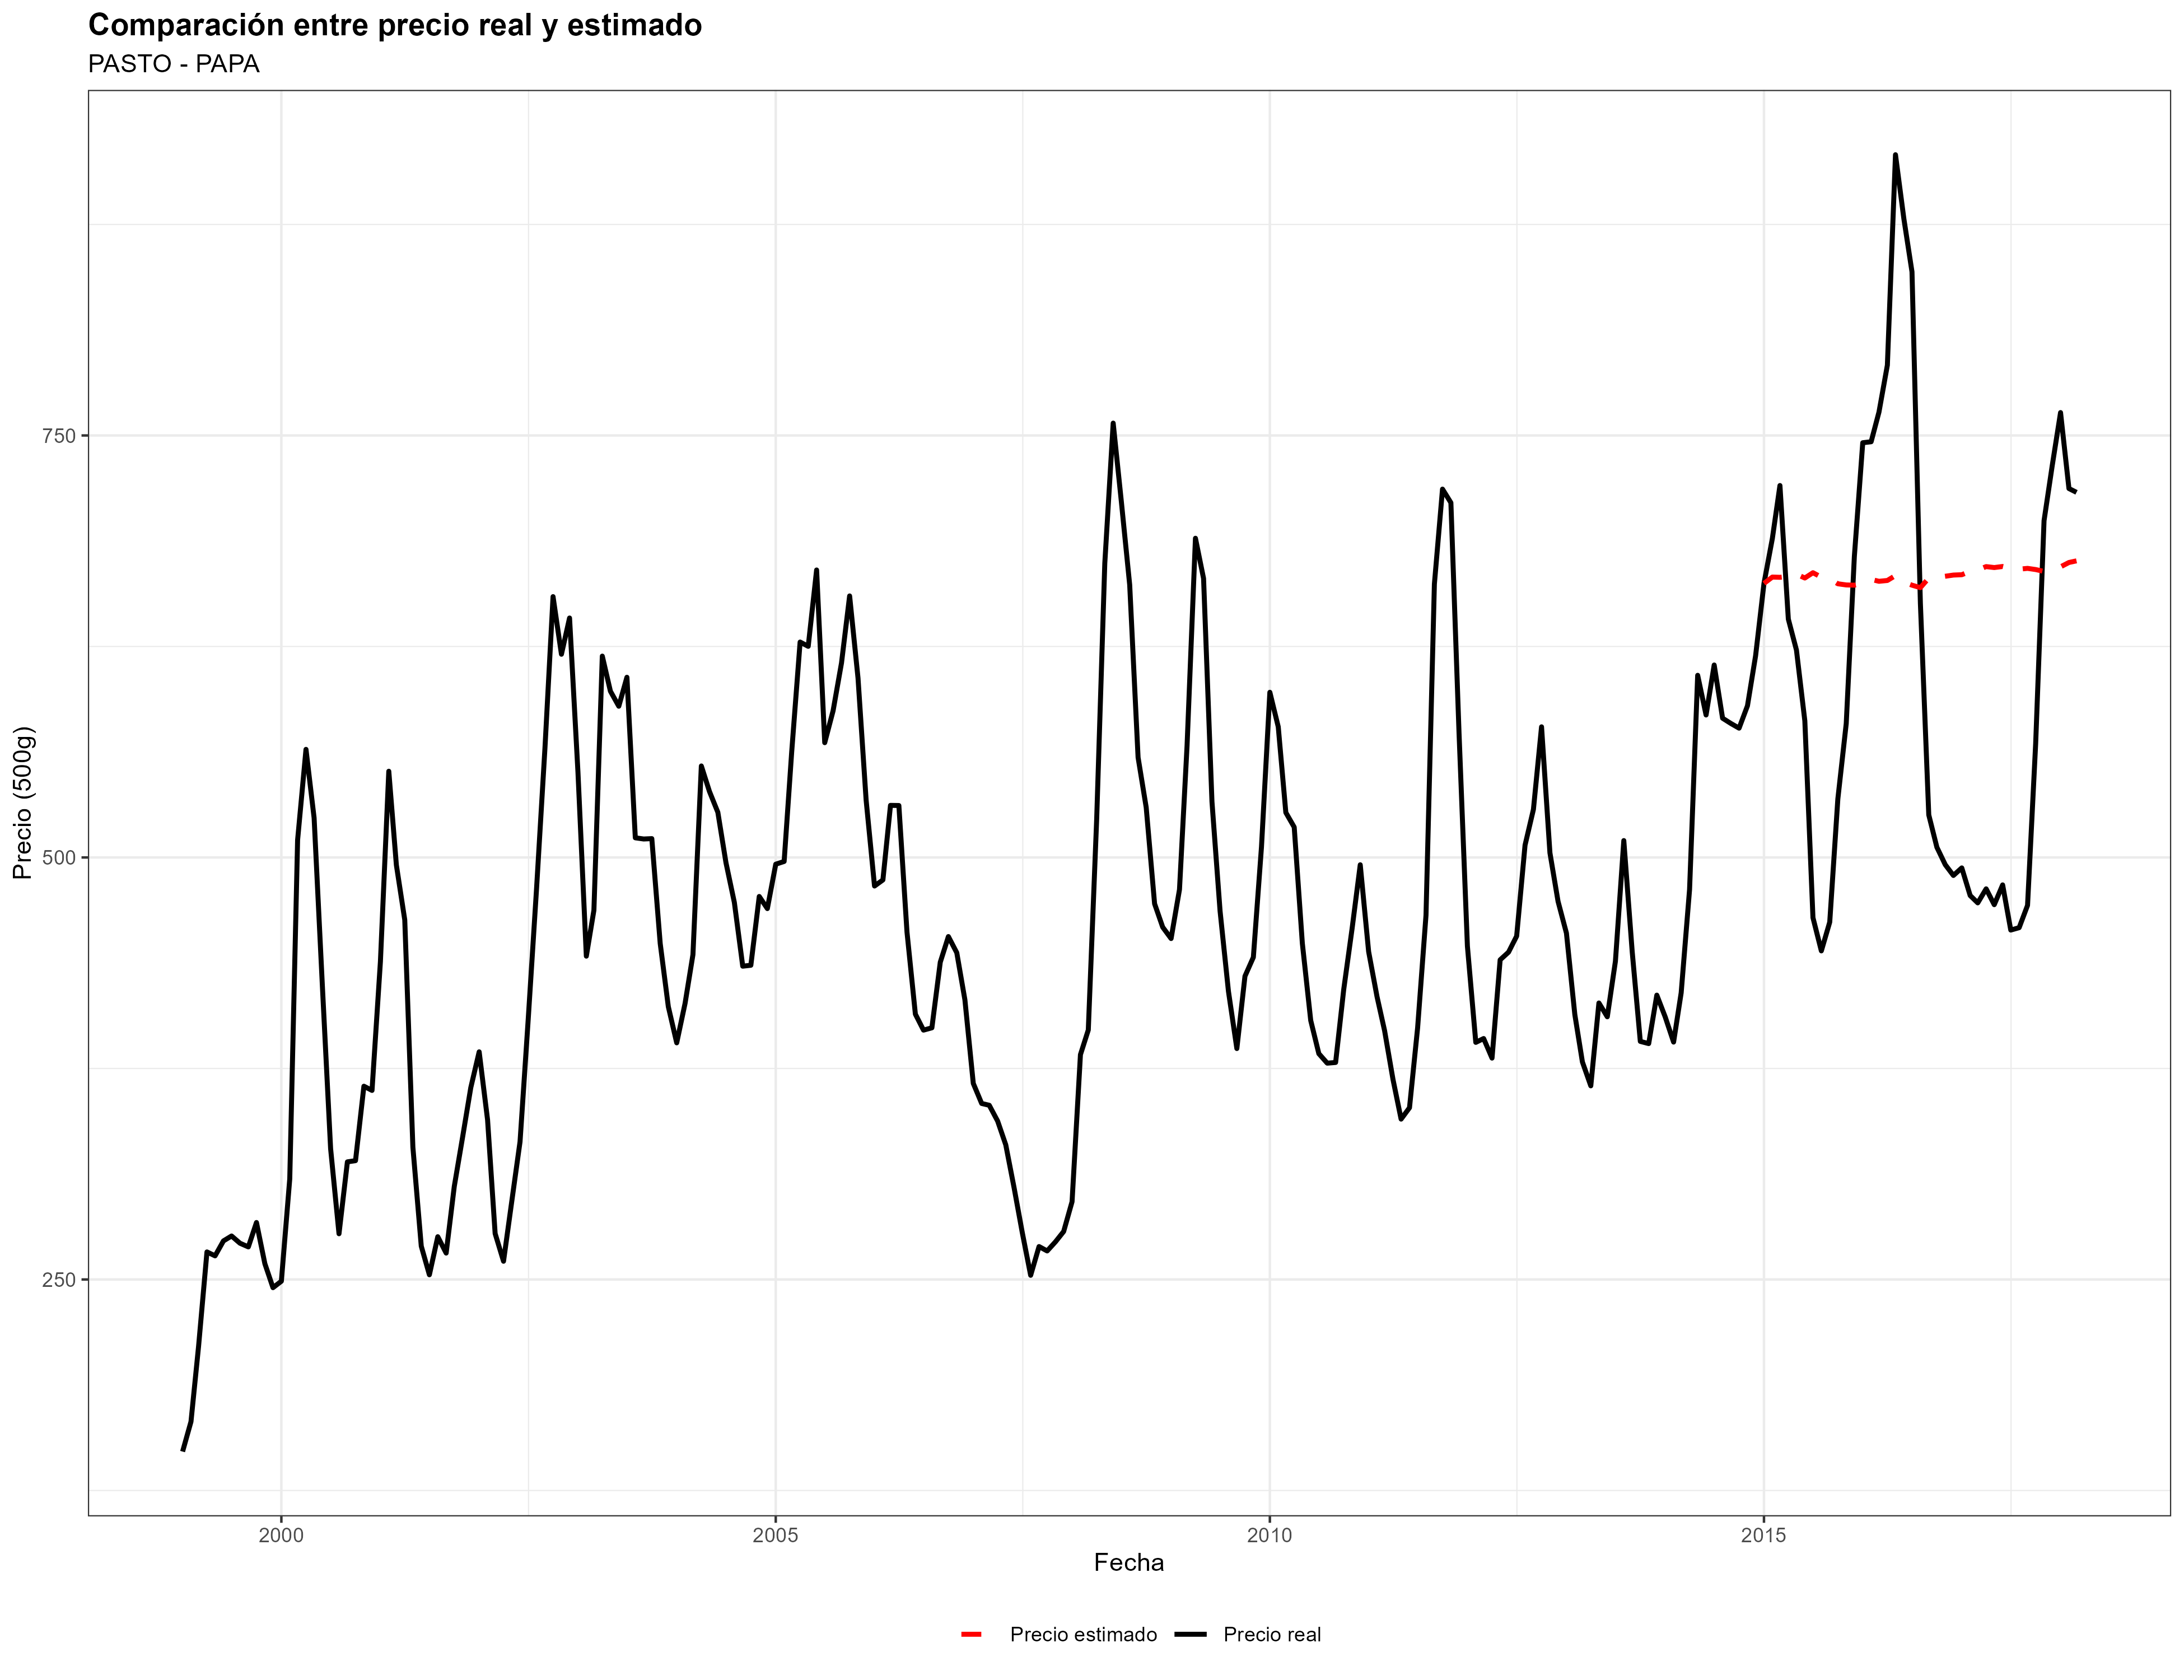 Comparación entre precio real y estimado
PASTO - PAPA
Precio (500g)
750
500
250
2000 2005 2010 2015
Fecha
Precio estimado Precio real